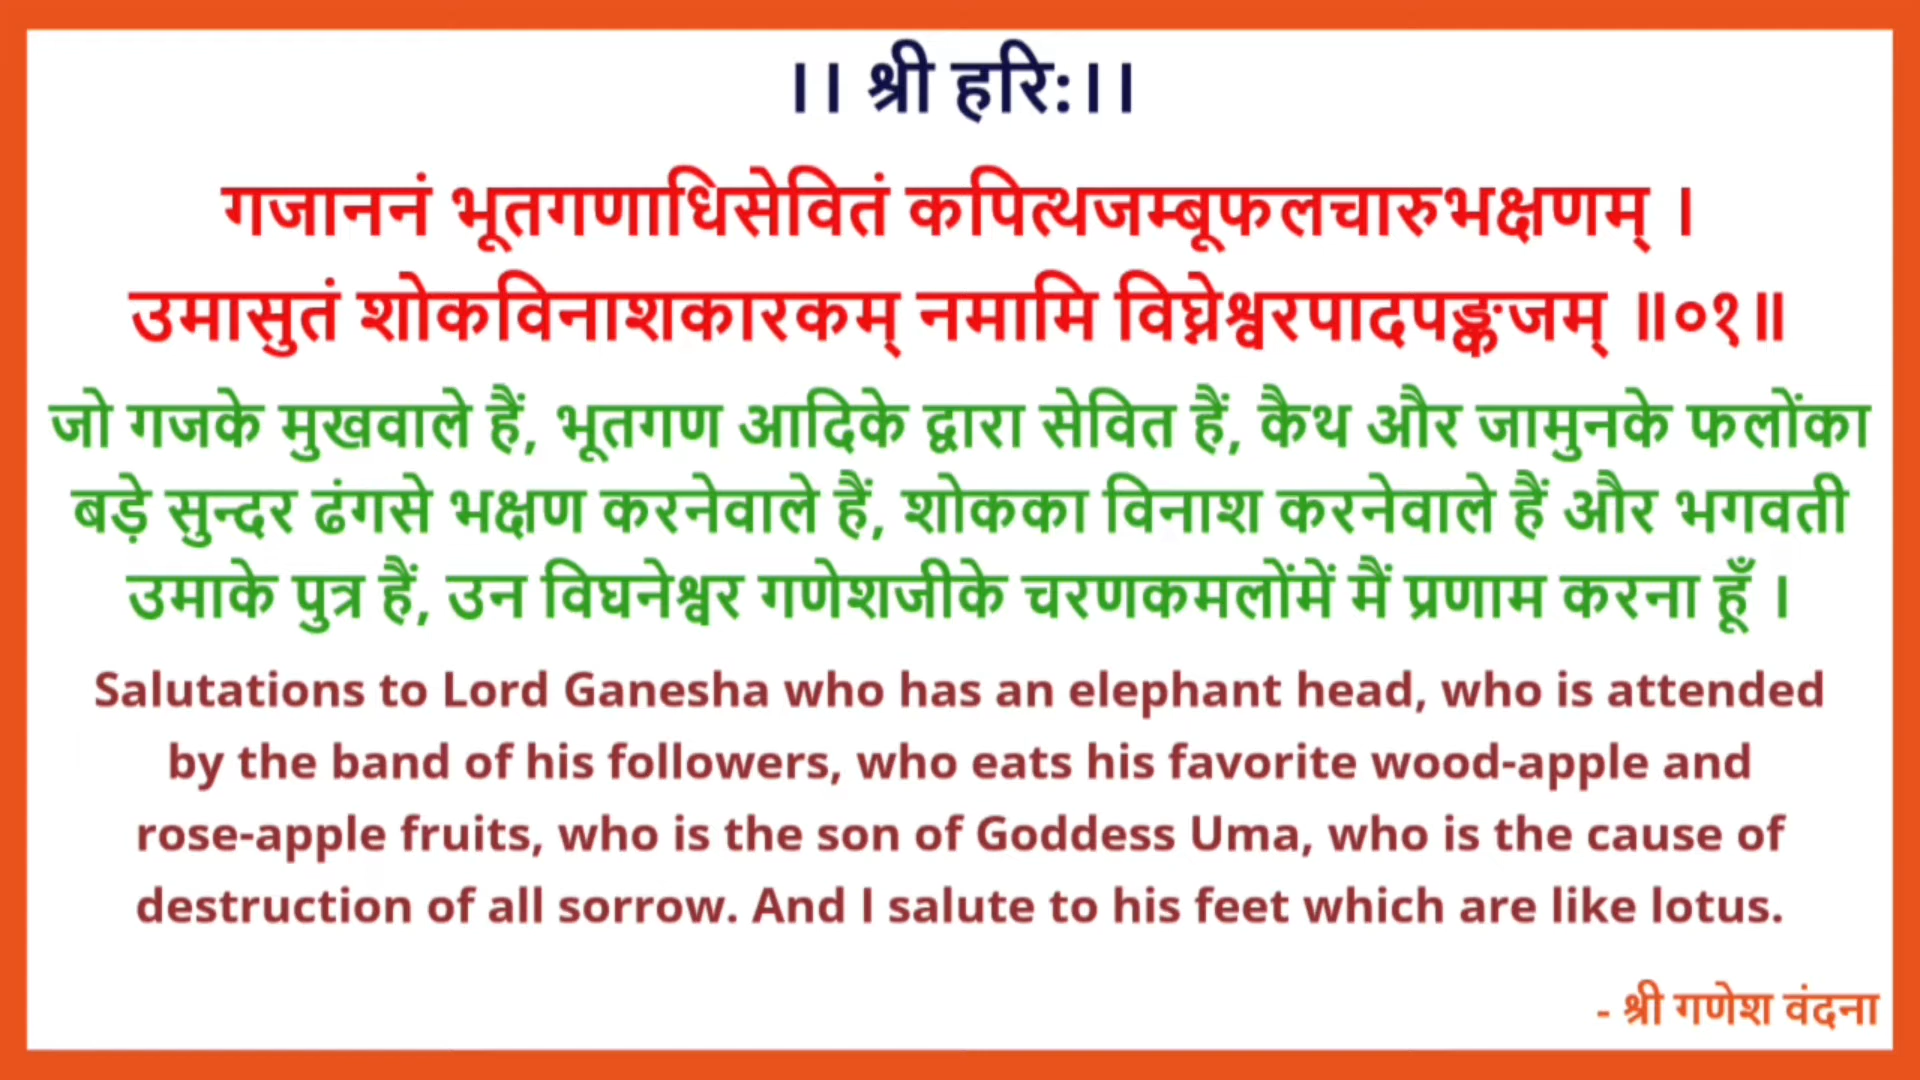 ।। श्री हरि:।।
गजाननं भूतगणाधिसेवितं कपित्थजम्बूफलचारुभक्षणम् ।
उमासुतं शोकविनाशकारकम् नमामि विघ्नेश्वरपादपङ्कजम् ॥०१॥
जो गजके मुखवाले हैं, भूतगण आदिके द्वारा सेवित हैं, कैथ और जामुनके फलोंका
बड़े सुन्दर ढंगसे भक्षण करनेवाले हैं, शोकका विनाश करनेवाले हैं और भगवती
उमाके पुत्र हैं, उन विघनेश्वर गणेशजीके चरणकमलोंमें मैं प्रणाम करना हूँ ।
Salutations to Lord Ganesha who has an elephant head, who is attended
by the band of his followers, who eats his favorite wood-apple and
rose-apple fruits, who is the son of Goddess Uma, who is the cause of
destruction of all sorrow. And I salute to his feet which are like lotus.
- श्री गणेश वंदना